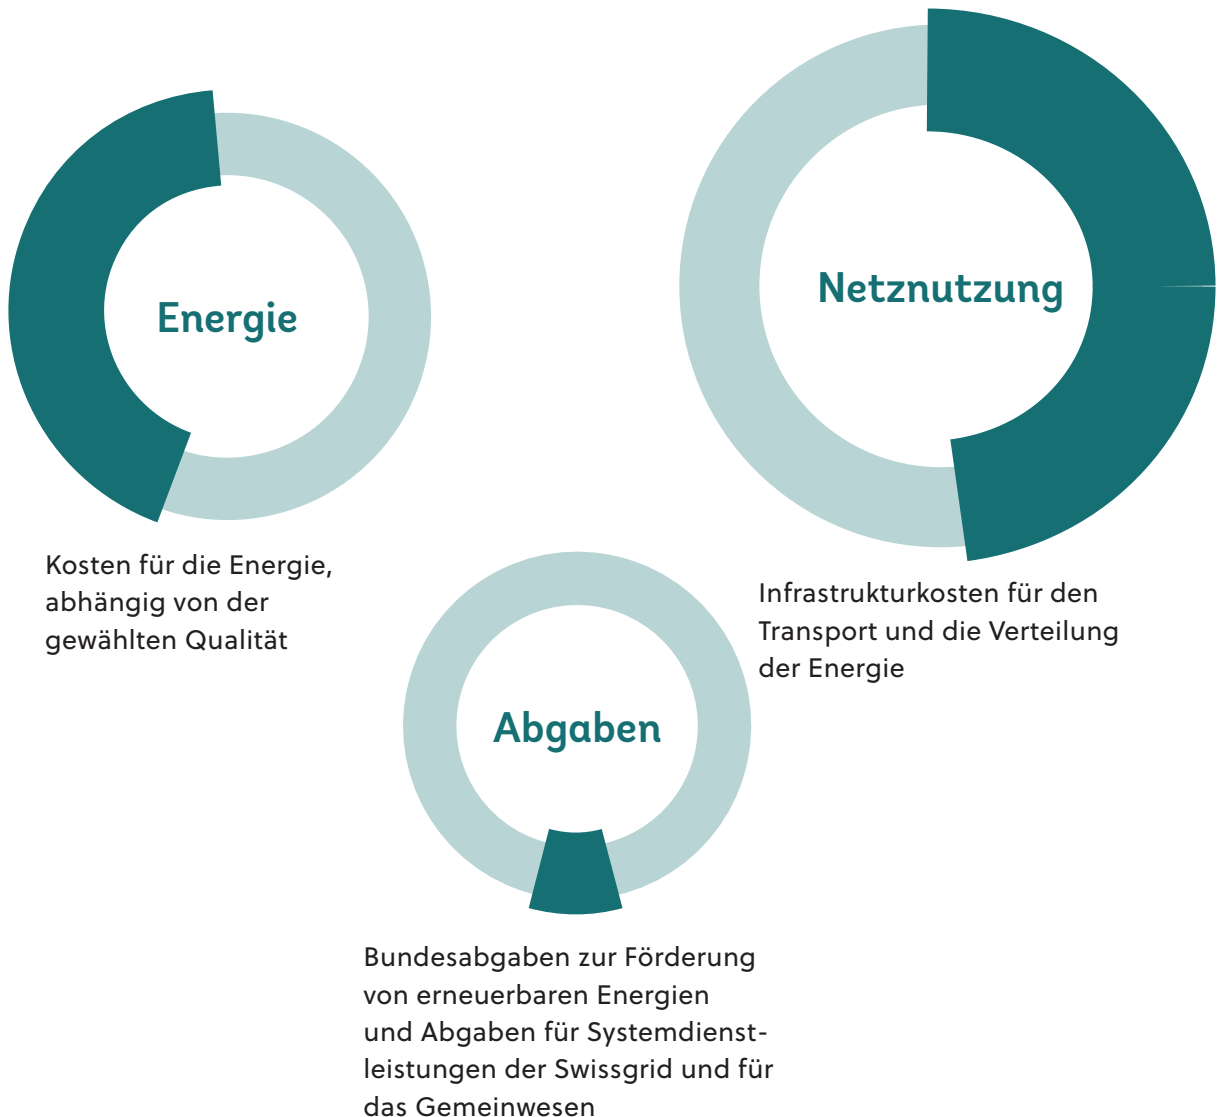 Energie
Kosten für die Energie,
abhängig von der
gewählten Qualität
Netznutzung
Infrastrukturkosten für den
Transport und die Verteilung
der Energie
Abgaben
Bundesabgaben zur Förderung
von erneuerbaren Energien
und Abgaben für Systemdienst-
leistungen der Swissgrid und für
das Gemeinwesen